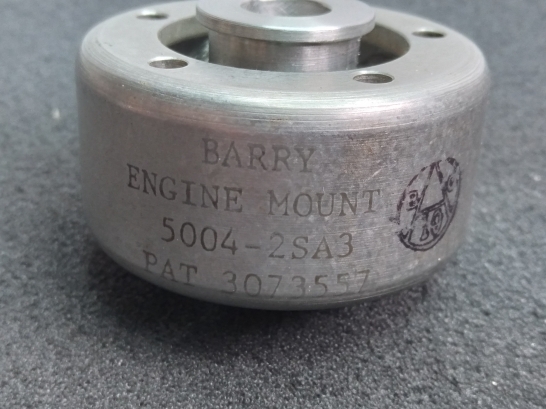 BARRY
ENGINE MOUNT
5004-2SA3
PAT 3073557